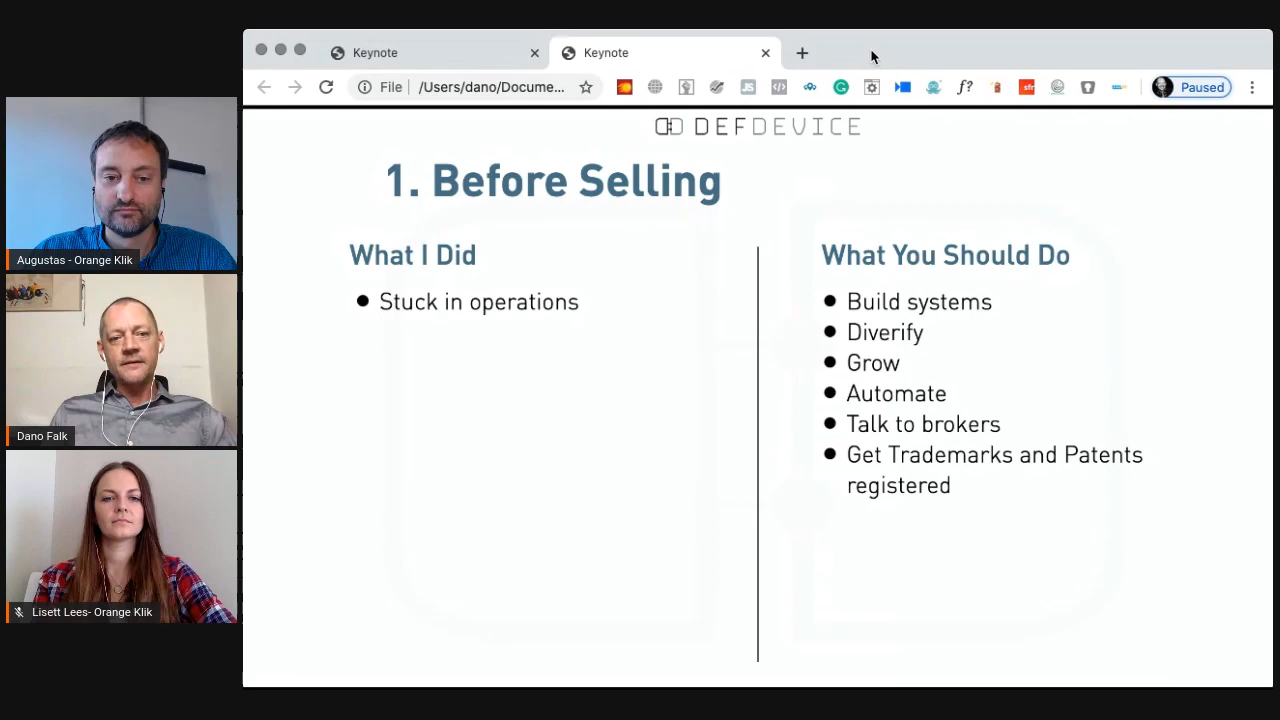 Keynote
Keynote
File
/Users/dano/Docume...
JS
f?
sfr
Paused
DEFDEVICE
1. Before Selling
What I Did
Stuck in operations
What You Should Do
Build systems
Diverify
Grow
Automate
Talk to brokers
Get Trademarks and Patents
registered
Augustas - Orange Klik
Dano Falk
Lisett Lees- Orange Klik